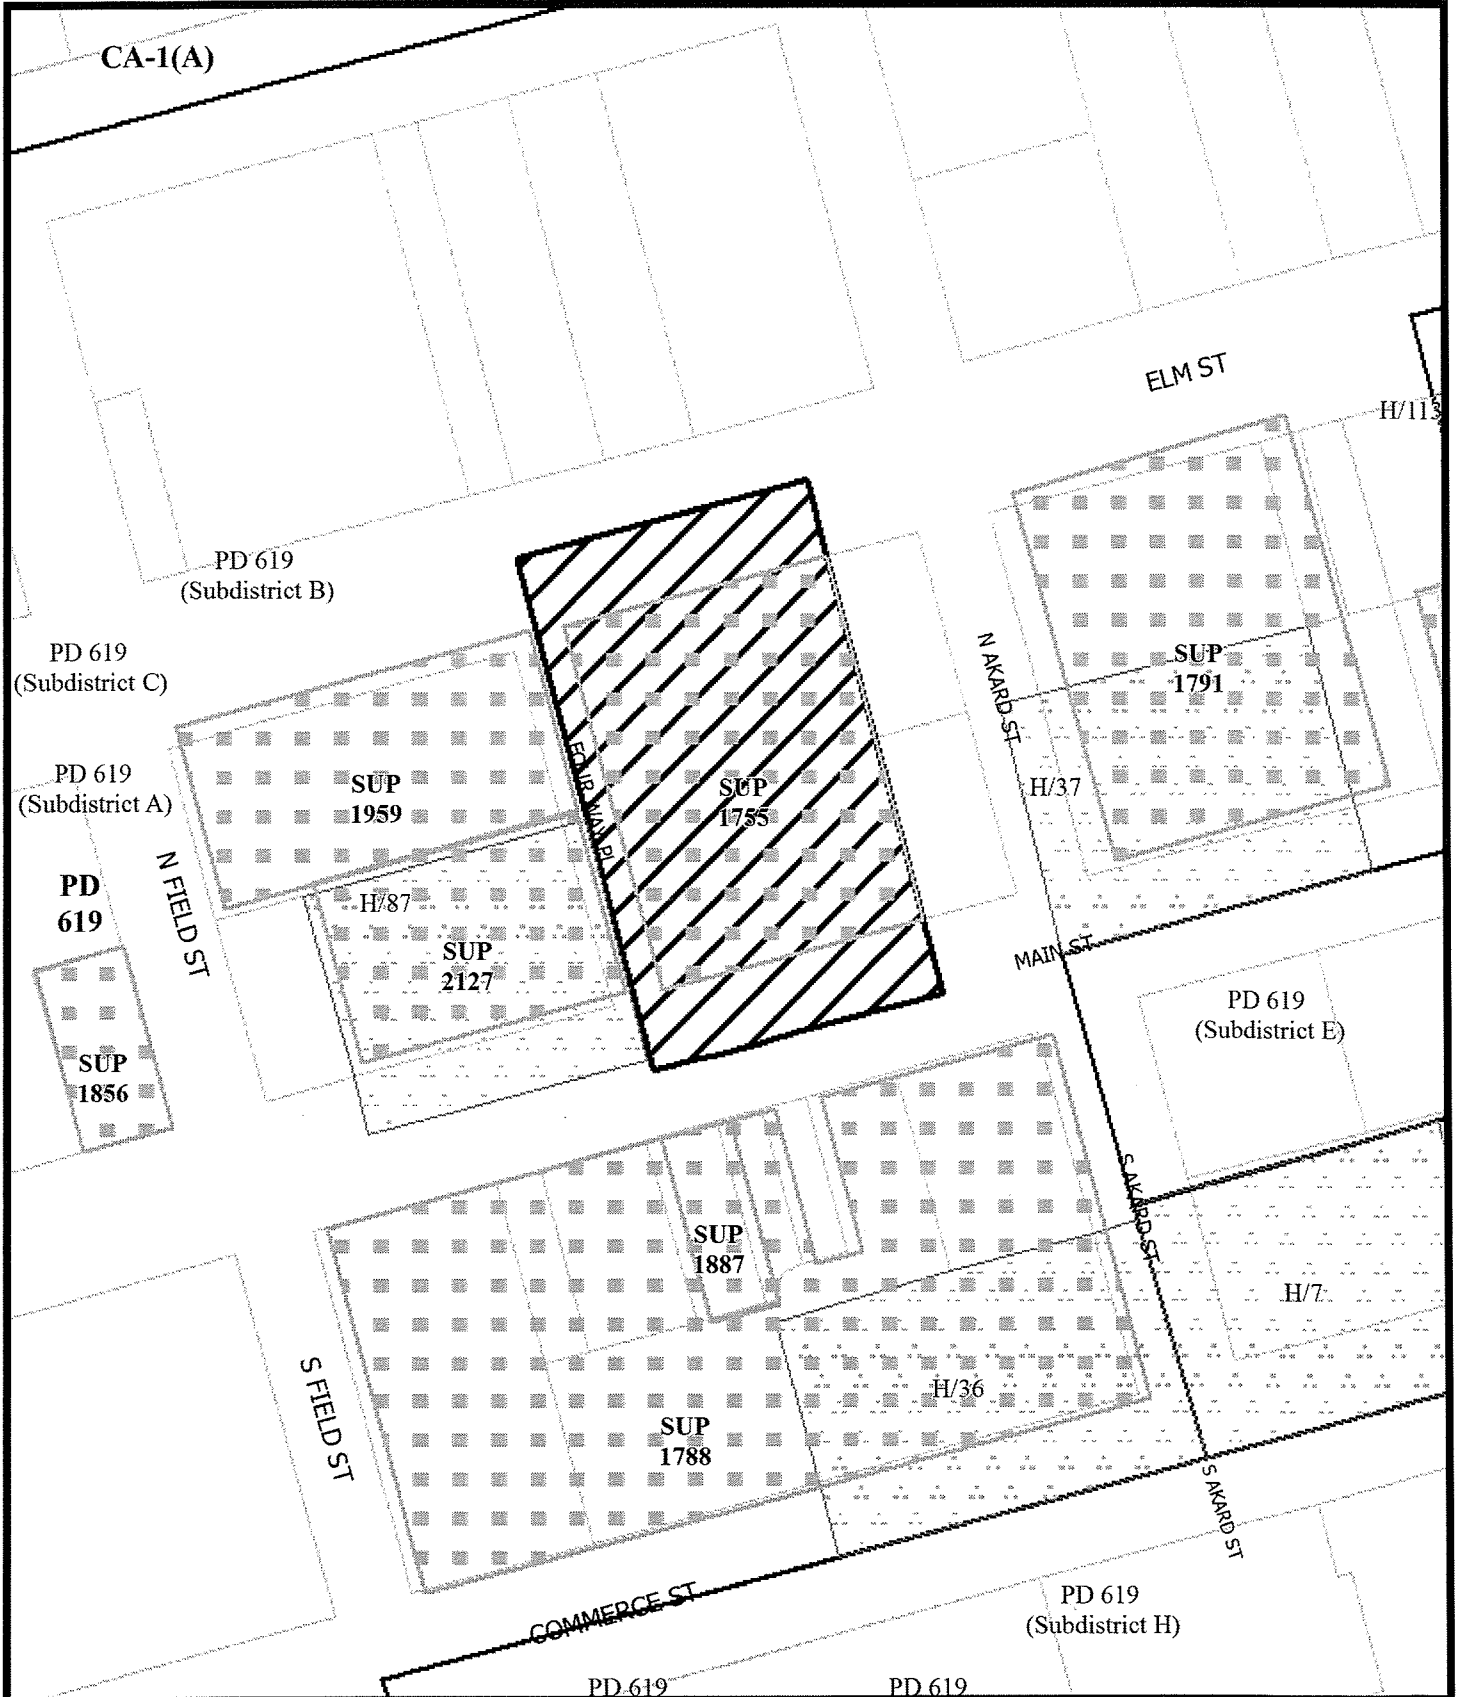 CA-1(A)
ELM ST
H/113
PD 619
(Subdistrict B)
PD 619
(Subdistrict C)
N AKARD ST
SUP
1791
PD 619
(Subdistrict A)
SUP
1959
FOUR WAY PL
SUP
1755
H/37
PD
619
N FIELD ST
H/87
SUP
2127
MAIN ST
PD 619
(Subdistrict E)
SUP
1856
S AKARD ST
SUP
1887
H/7
S FIELD ST
H/36
SUP
1788
S AKARD ST
COMMERCE ST
PD 619
(Subdistrict H)
PD 619
PD 619